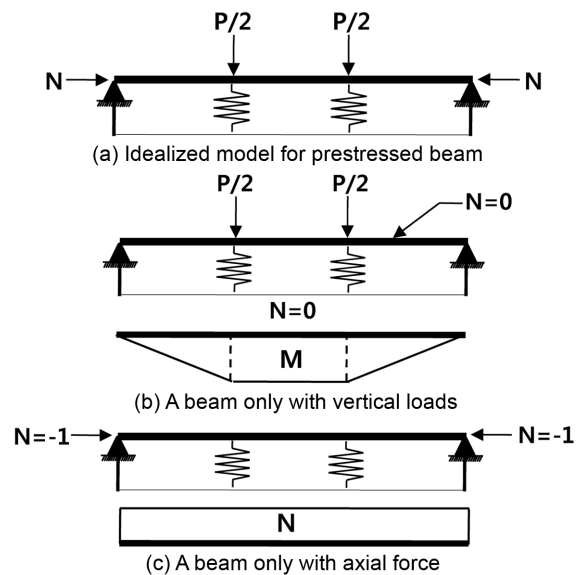 P/2 P/2
N N
(a) Idealized model for prestressed beam
P/2 P/2
N=0
N=0
M
(b) A beam only with vertical loads
N=-1 N=-1
N
(c) A beam only with axial force